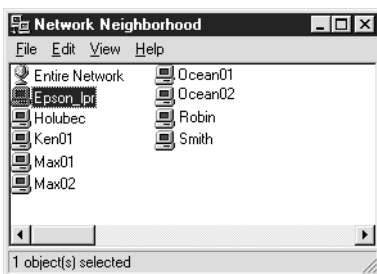 Network Neighborhood
File Edit View Help
Entire Network
Epson_lpr
Holubec
Ken01
Max01
Max02
Ocean01
Ocean02
Robin
Smith
1 object(s) selected